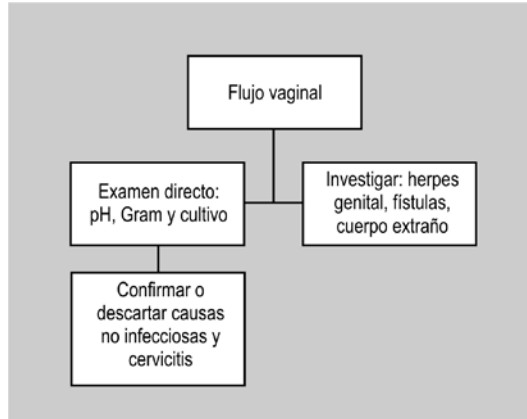 Flujo vaginal
Examen directo:
pH, Gram y cultivo
Investigar: herpes
genital, fístulas,
cuerpo extraño
Confirmar o
descartar causas
no infecciosas y
cervicitis